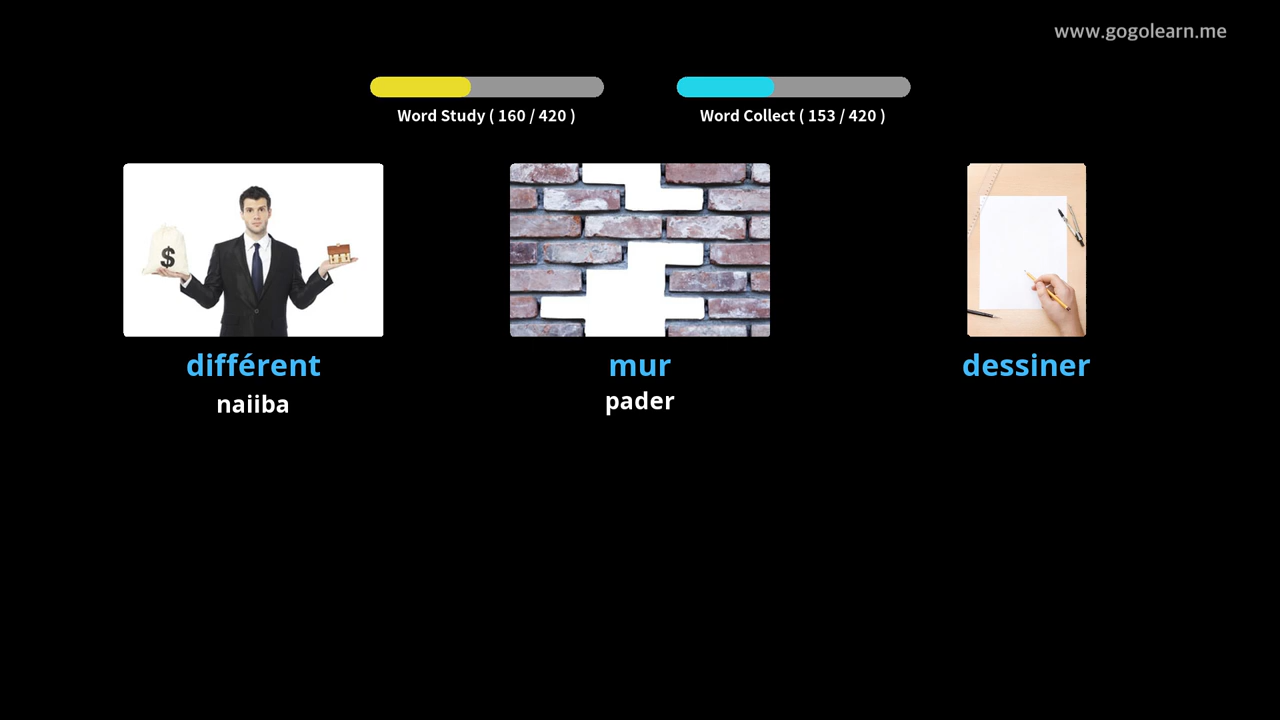 www.gogolearn.me
Word Study ( 160 / 420 )
Word Collect ( 153 / 420 )
$
différent
mur
dessiner
naiiba
pader